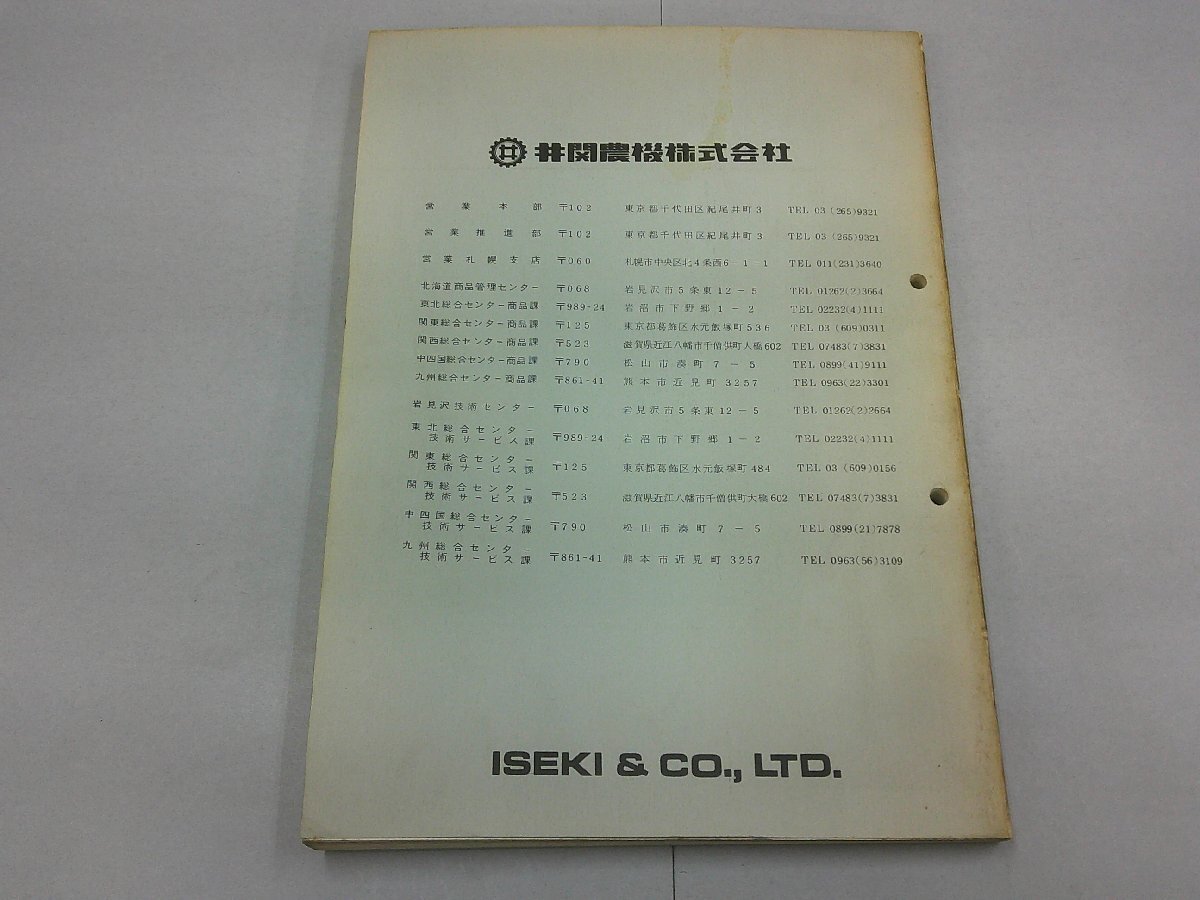 井関農機株式会社
営業本部 〒102 東京都千代田区紀尾井町3 TEL 03 (265)9321
営業推進部 〒102 東京都千代田区紀尾井町3 TEL 03 (265)9321
営業札幌支店 〒060 札幌市中央区北4条西6-1-1 TEL 011(231)3640
北海道商品管理センター 〒068 岩見沢市5条東12-5 TEL 01262(2)3664
東北総合センター商品課 〒989-24 岩沼市下野郷1-2 TEL 02232(4)1111
関東総合センター商品課 〒125 東京都葛飾区水元飯塚町536 TEL 03 (609)0311
関西総合センター商品課 〒523 滋賀県近江八幡市千僧供町大橋602 TEL 07483(7)3831
中四国総合センター商品課 〒790 松山市湊町7-5 TEL 0899(41)9111
九州総合センター商品課 〒861-41 熊本市近見町3257 TEL 0963(22)3301
岩見沢技術センター 〒068 岩見沢市5条東12-5 TEL 01262(2)2664
東北総合センター
技術サービス課 〒989-24 岩沼市下野郷1-2 TEL 02232(4)1111
関東総合センター
技術サービス課 〒125 東京都葛飾区水元飯塚町484 TEL 03 (609)0156
関西総合センター
技術サービス課 〒523 滋賀県近江八幡市千僧供町大橋602 TEL 07483(7)3831
中四国総合センター
技術サービス課 〒790 松山市湊町7-5 TEL 0899(21)7878
九州総合センター
技術サービス課 〒861-41 熊本市近見町3257 TEL 0963(56)3109
ISEKI & CO., LTD.